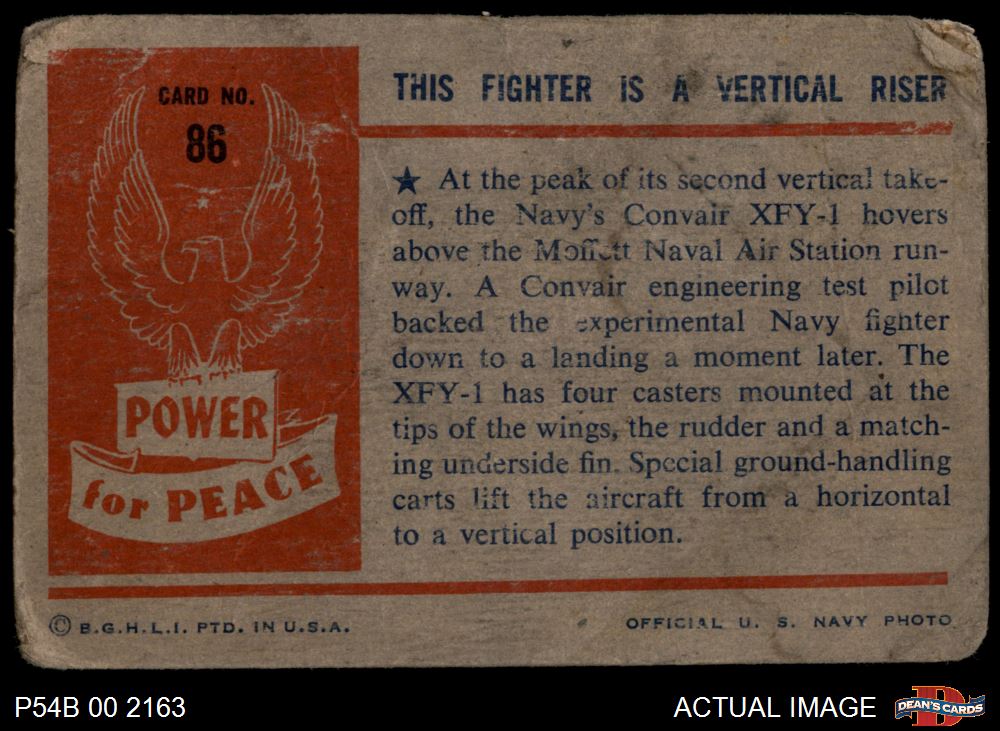 CARD NO.
86
POWER
for PEACE
THIS FIGHTER IS A VERTICAL RISER
★ At the peak of its second vertical take-
off, the Navy's Convair XFY-1 hovers
above the Moffett Naval Air Station run-
way. A Convair engineering test pilot
backed the experimental Navy fighter
down to a landing a moment later. The
XFY-1 has four casters mounted at the
tips of the wings, the rudder and a match-
ing underside fin. Special ground-handling
carts lift the aircraft from a horizontal
to a vertical position.
© B.G.H.L.I. PTD. IN U.S.A.
OFFICIAL U. S. NAVY PHOTO
P54B 00 2163
ACTUAL IMAGE
D
DEAN'S CARDS